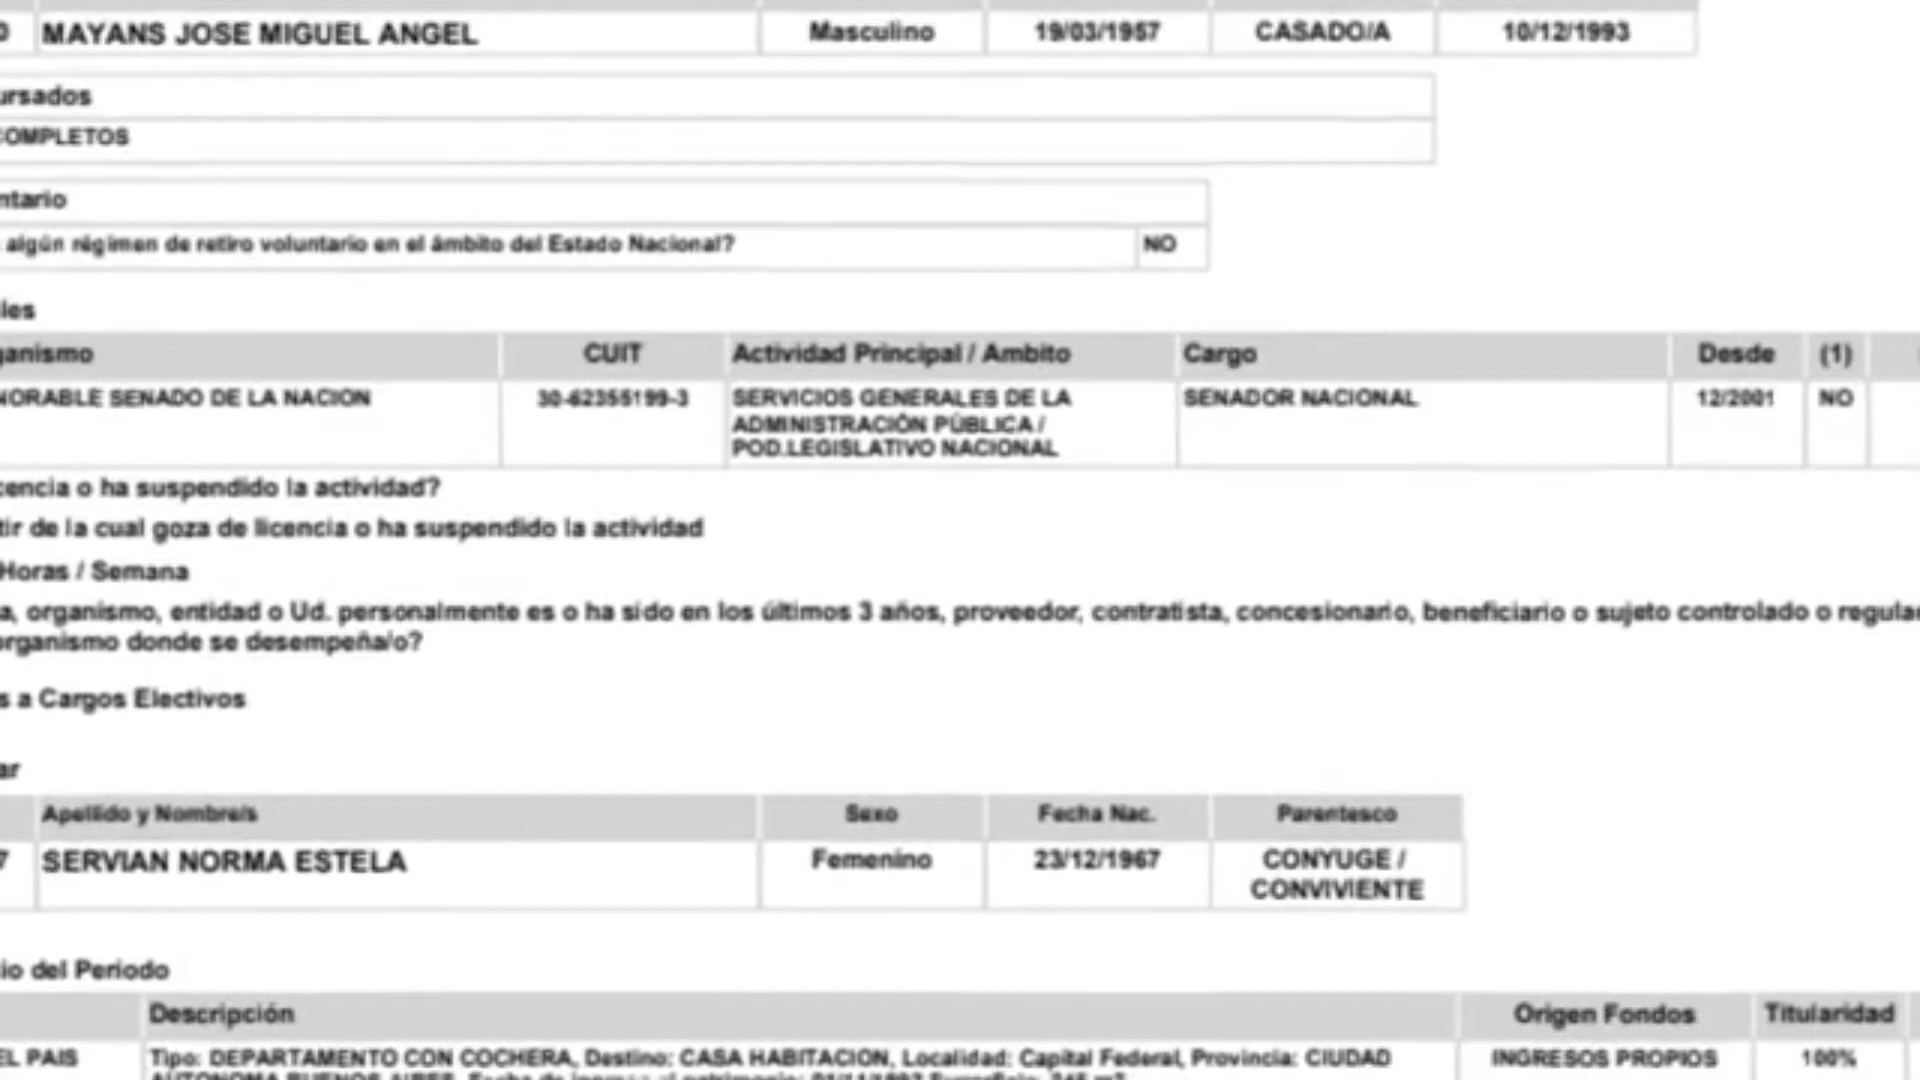 MAYANS JOSE MIGUEL ANGEL Masculino 19/03/1957 CASADO/A 10/12/1993
ursados
COMPLETOS
ntario
algún régimen de retiro voluntario en el ámbito del Estado Nacional? NO
les
ganismo CUIT Actividad Principal / Ambito Cargo Desde (1)
NORABLE SENADO DE LA NACION 30-62355199-3 SERVICIOS GENERALES DE LA SENADOR NACIONAL 12/2001 NO
ADMINISTRACIÓN PÚBLICA /
POD.LEGISLATIVO NACIONAL
cencia o ha suspendido la actividad?
tir de la cual goza de licencia o ha suspendido la actividad
Horas / Semana
a, organismo, entidad o Ud. personalmente es o ha sido en los últimos 3 años, proveedor, contratista, concesionario, beneficiario o sujeto controlado o regula
organismo donde se desempeña/o?
s a Cargos Electivos
ar
Apellido y Nombre/s Sexo Fecha Nac. Parentesco
7 SERVIAN NORMA ESTELA Femenino 23/12/1967 CONYUGE /
CONVIVIENTE
io del Período
Descripción Origen Fondos Titularidad
EL PAIS Tipo: DEPARTAMENTO CON COCHERA, Destino: CASA HABITACION, Localidad: Capital Federal, Provincia: CIUDAD INGRESOS PROPIOS 100%